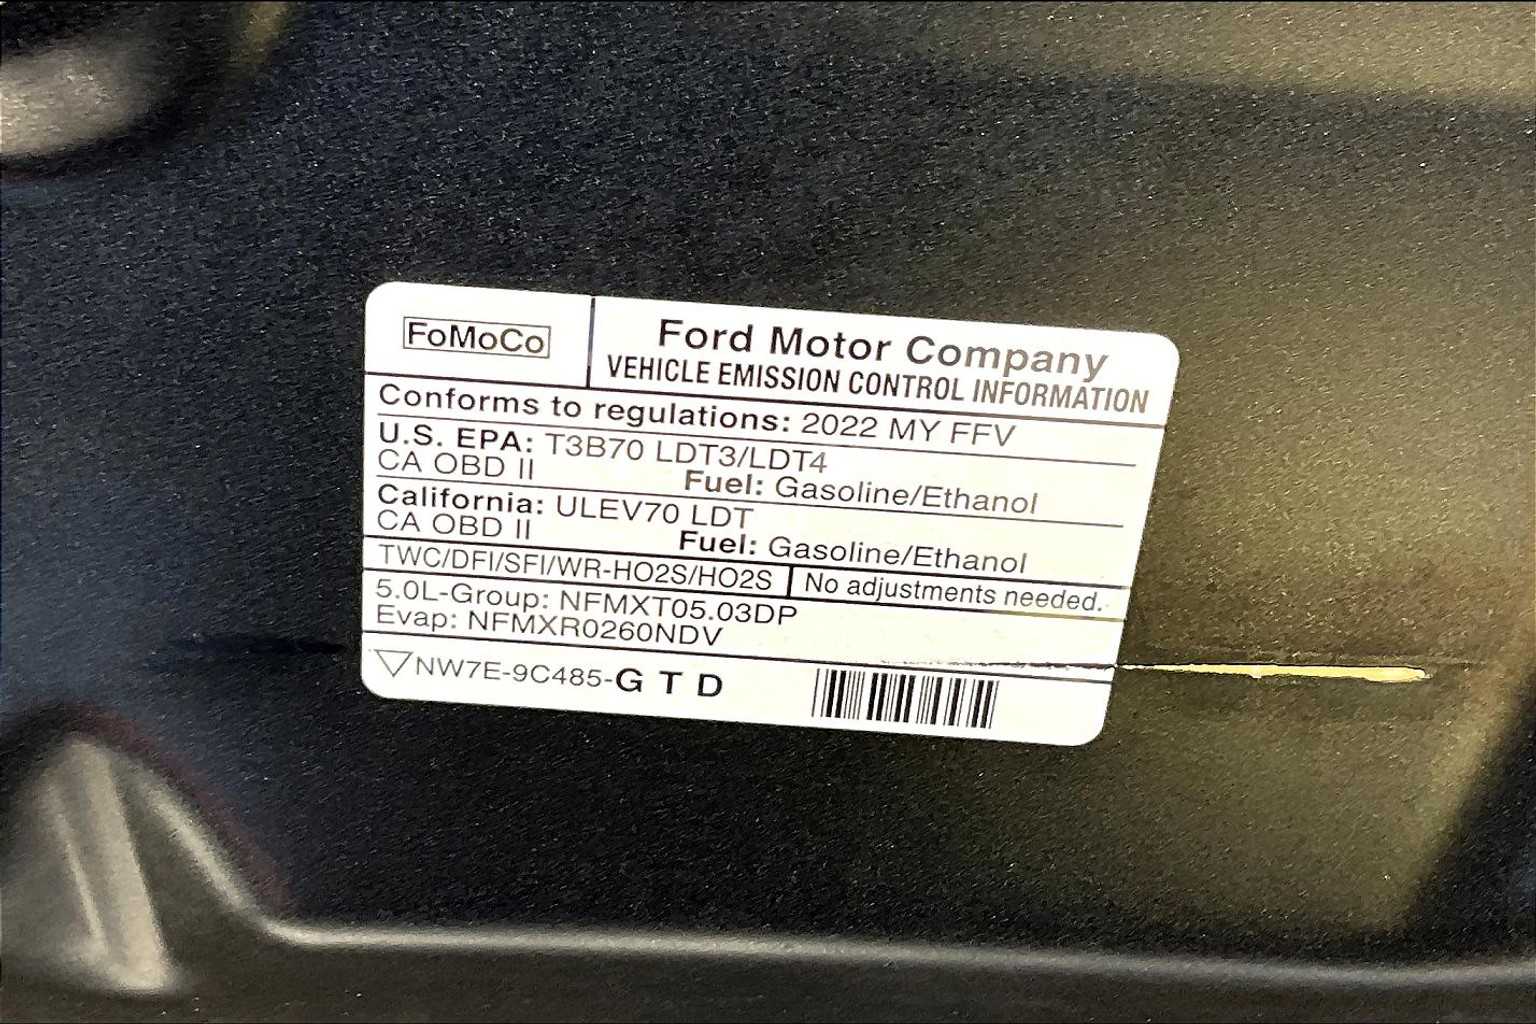 FoMoCo
Ford Motor Company
VEHICLE EMISSION CONTROL INFORMATION
Conforms to regulations: 2022 MY FFV
U.S. EPA: T3B70 LDT3/LDT4
CA OBD II Fuel: Gasoline/Ethanol
California: ULEV70 LDT
CA OBD II Fuel: Gasoline/Ethanol
TWC/DFI/SFI/WR-HO2S/HO2S No adjustments needed.
5.0L-Group: NFMXT05.03DP
Evap: NFMXR0260NDV
NW7E-9C485-G T D